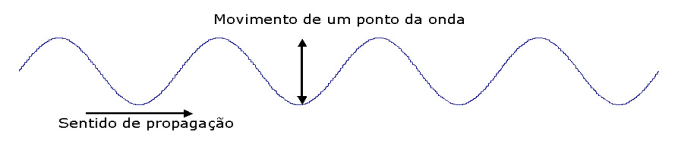 Movimento de um ponto da onda
Sentido de propagação